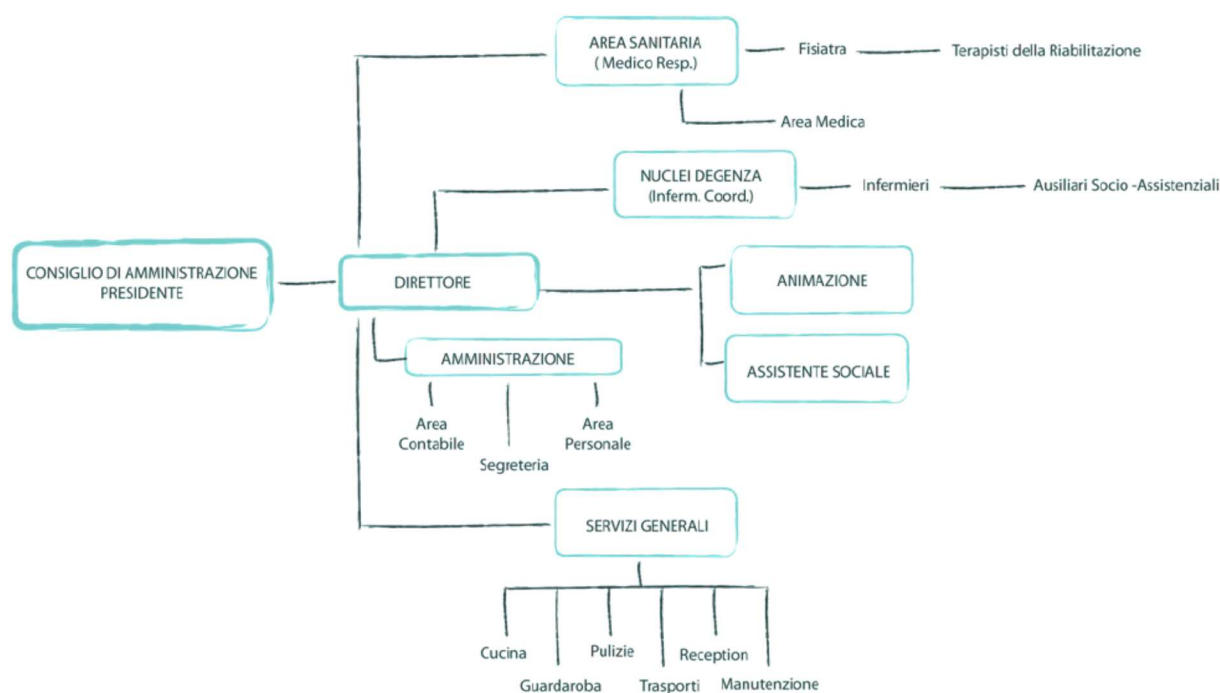 AREA SANITARIA
( Medico Resp.)
Fisiatra
Terapisti della Riabilitazione
Area Medica
NUCLEI DEGENZA
(Inferm. Coord.)
Infermieri
Ausiliari Socio -Assistenziali
CONSIGLIO DI AMMINISTRAZIONE
PRESIDENTE
DIRETTORE
ANIMAZIONE
ASSISTENTE SOCIALE
AMMINISTRAZIONE
Area
Contabile
Segreteria
Area
Personale
SERVIZI GENERALI
Cucina
Guardaroba
Pulizie
Trasporti
Reception
Manutenzione